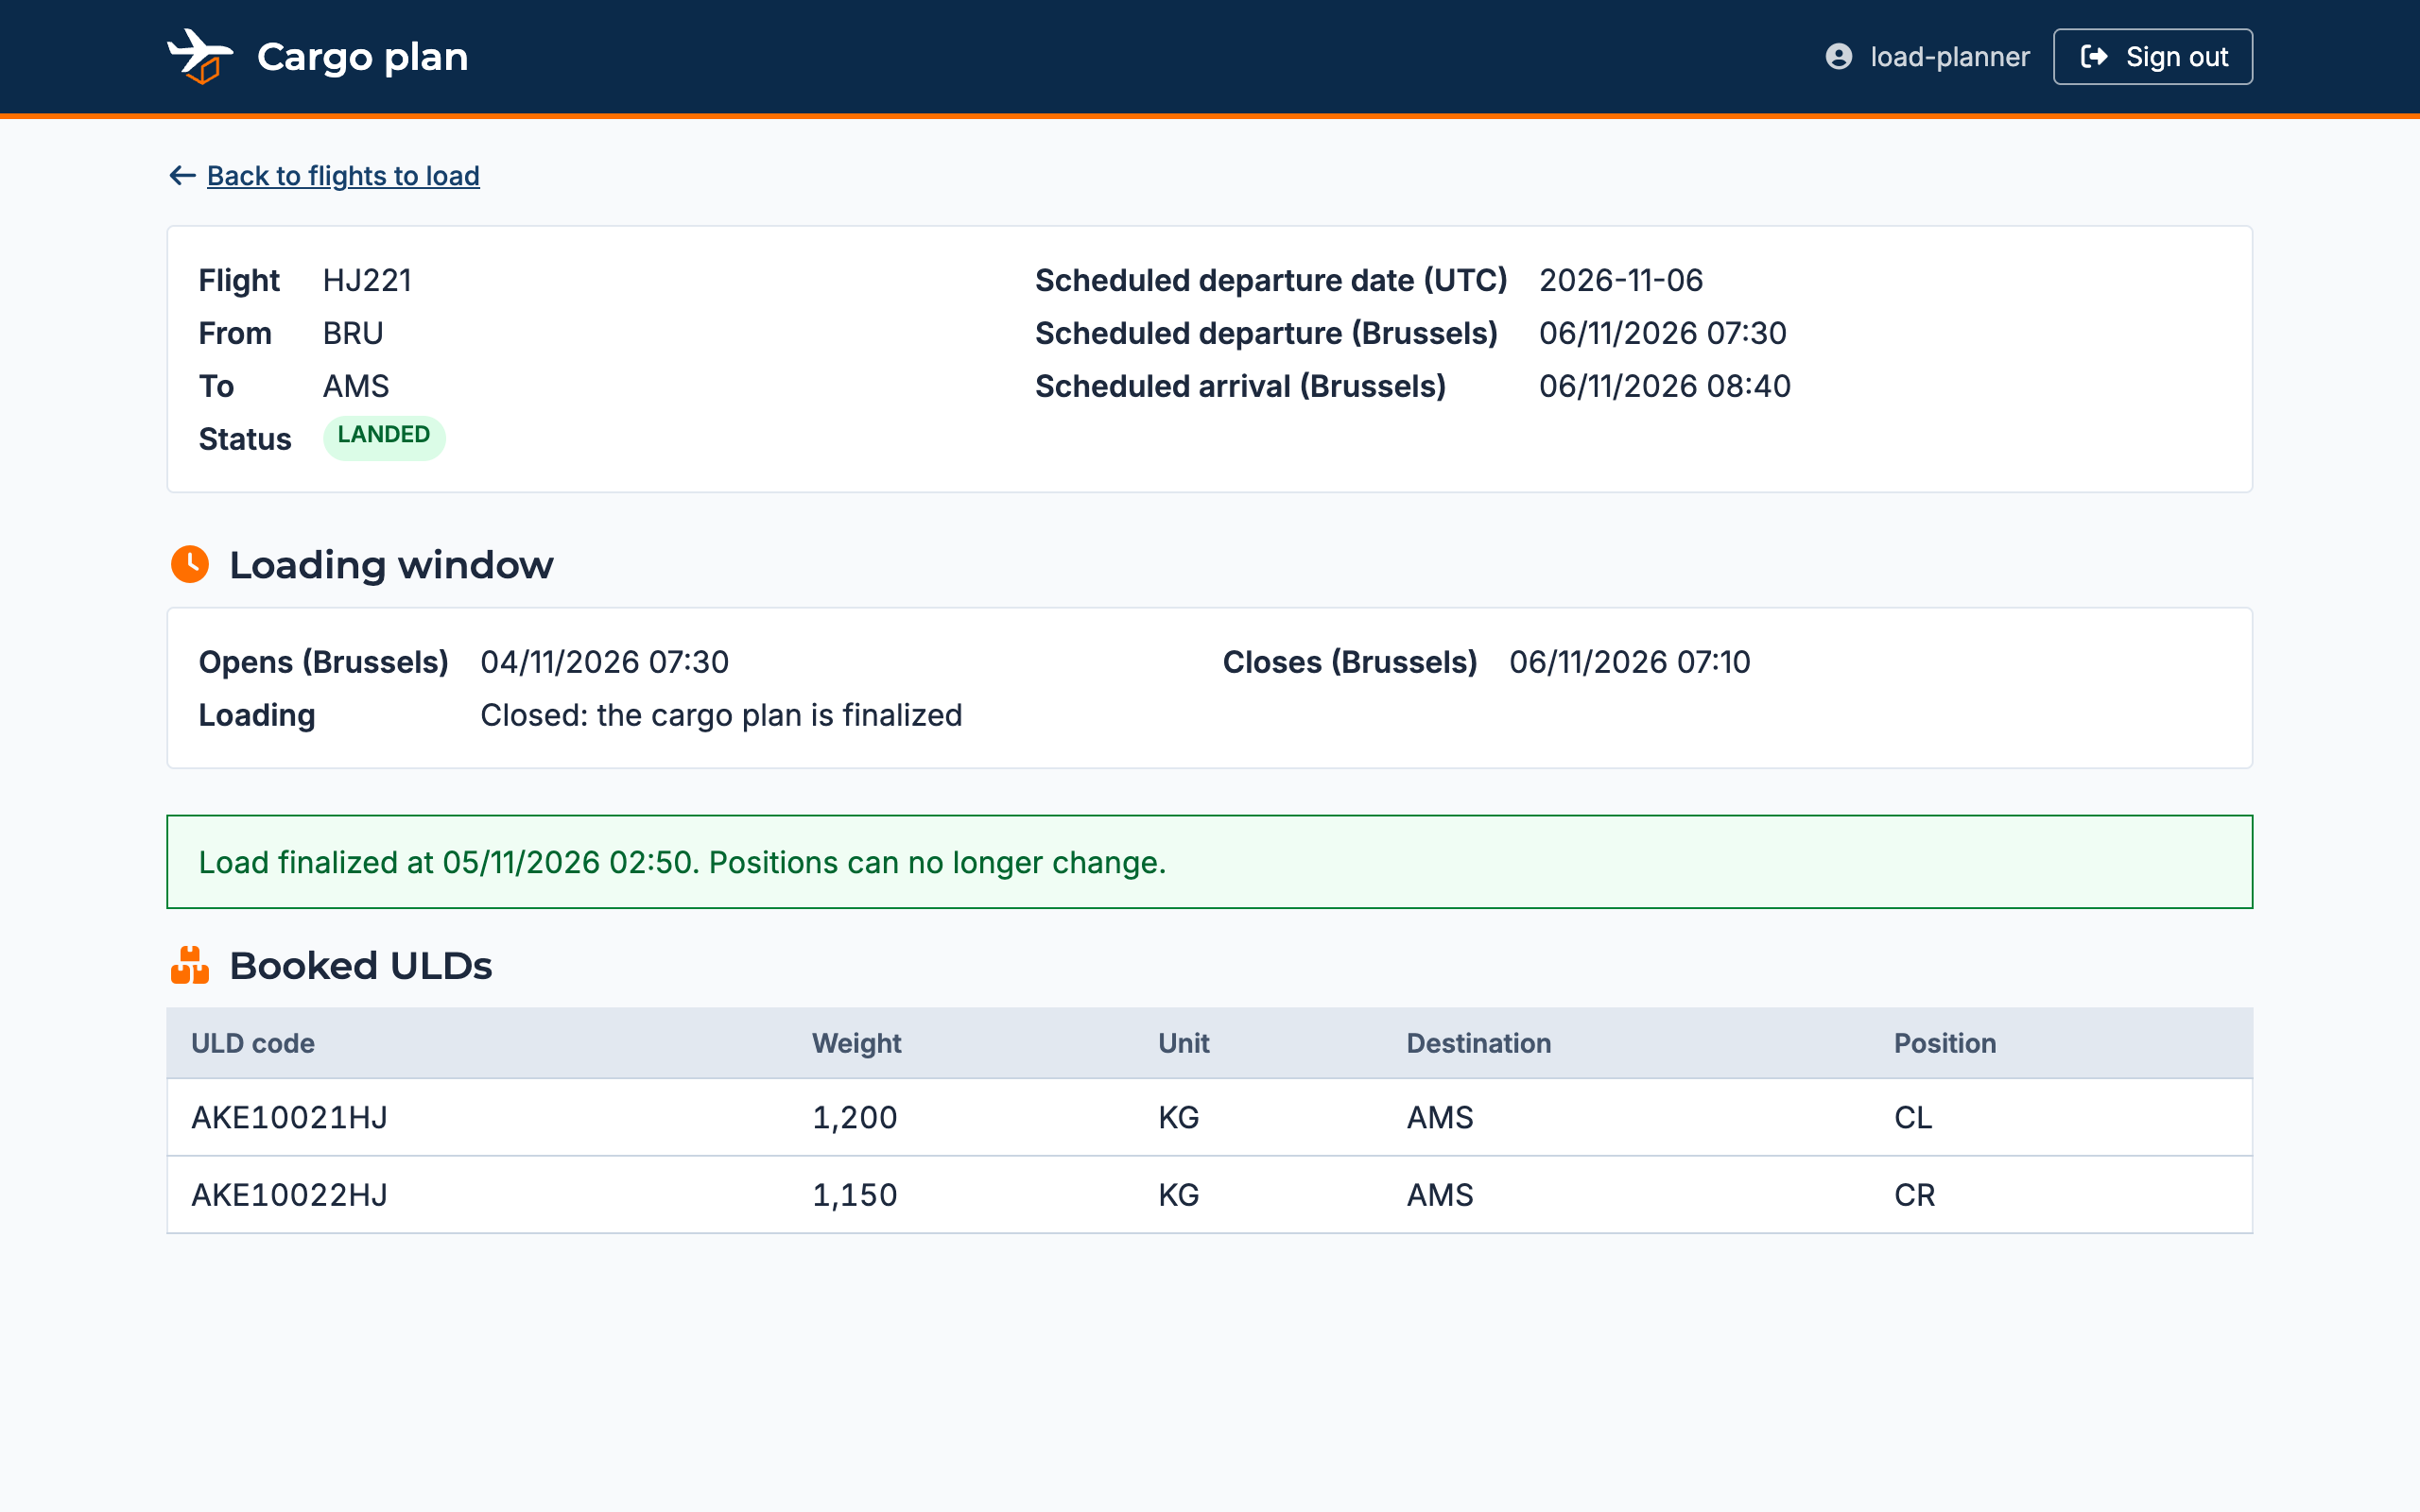 Cargo plan
load-planner
Sign out
Back to flights to load
Flight HJ221
Scheduled departure date (UTC) 2026-11-06
From BRU
Scheduled departure (Brussels) 06/11/2026 07:30
To AMS
Scheduled arrival (Brussels) 06/11/2026 08:40
Status LANDED
Loading window
Opens (Brussels) 04/11/2026 07:30
Closes (Brussels) 06/11/2026 07:10
Loading Closed: the cargo plan is finalized
Load finalized at 05/11/2026 02:50. Positions can no longer change.
Booked ULDs
ULD code Weight Unit Destination Position
AKE10021HJ 1,200 KG AMS CL
AKE10022HJ 1,150 KG AMS CR